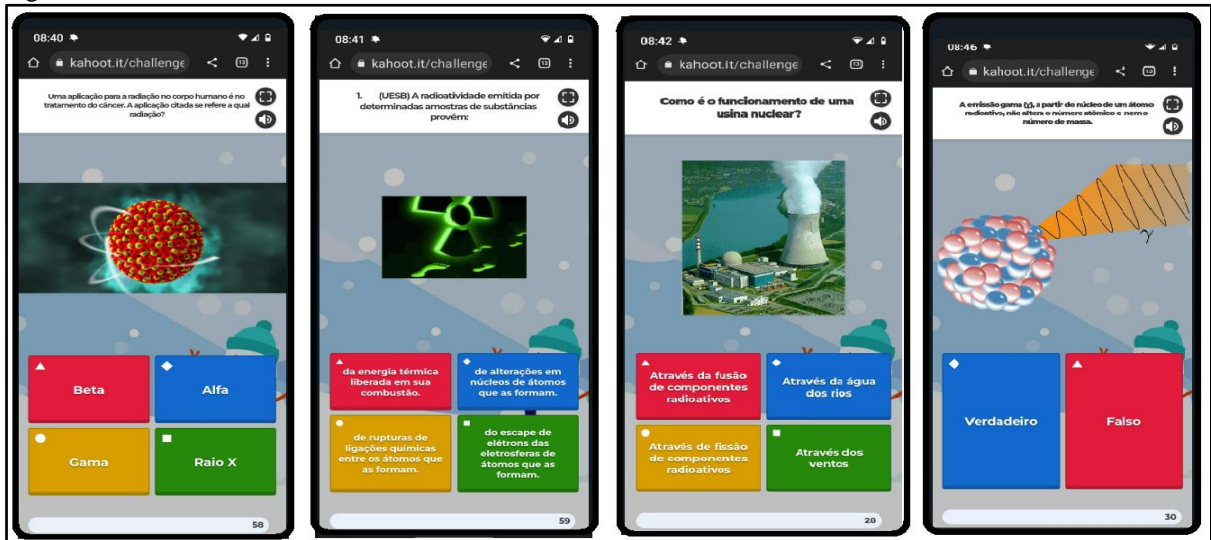 08:40
kahoot.it/challenge
13
Uma aplicação para a radiação no corpo humano é no
tratamento do câncer. A aplicação citada se refere a qual
radiação?
Beta
Alfa
Gama
Raio X
58
08:41
kahoot.it/challenge
13
1. (UESB) A radioatividade emitida por
determinadas amostras de substâncias
provém:
da energia térmica
liberada em sua
combustão.
de alterações em
núcleos de átomos
que as formam.
de rupturas de
ligações químicas
entre os átomos que
as formam.
do escape de
elétrons das
eletrosferas de
átomos que as
formam.
59
08:42
kahoot.it/challenge
13
Como é o funcionamento de uma
usina nuclear?
Através da fusão
de componentes
radioativos
Através da água
dos rios
Através de fissão
de componentes
radioativos
Através dos
ventos
28
08:46
kahoot.it/challenge
A emissão gama (γ), a partir do núcleo de um átomo
radioativo, não altera o número atômico e nem o
número de massa.
γ
Verdadeiro
Falso
30